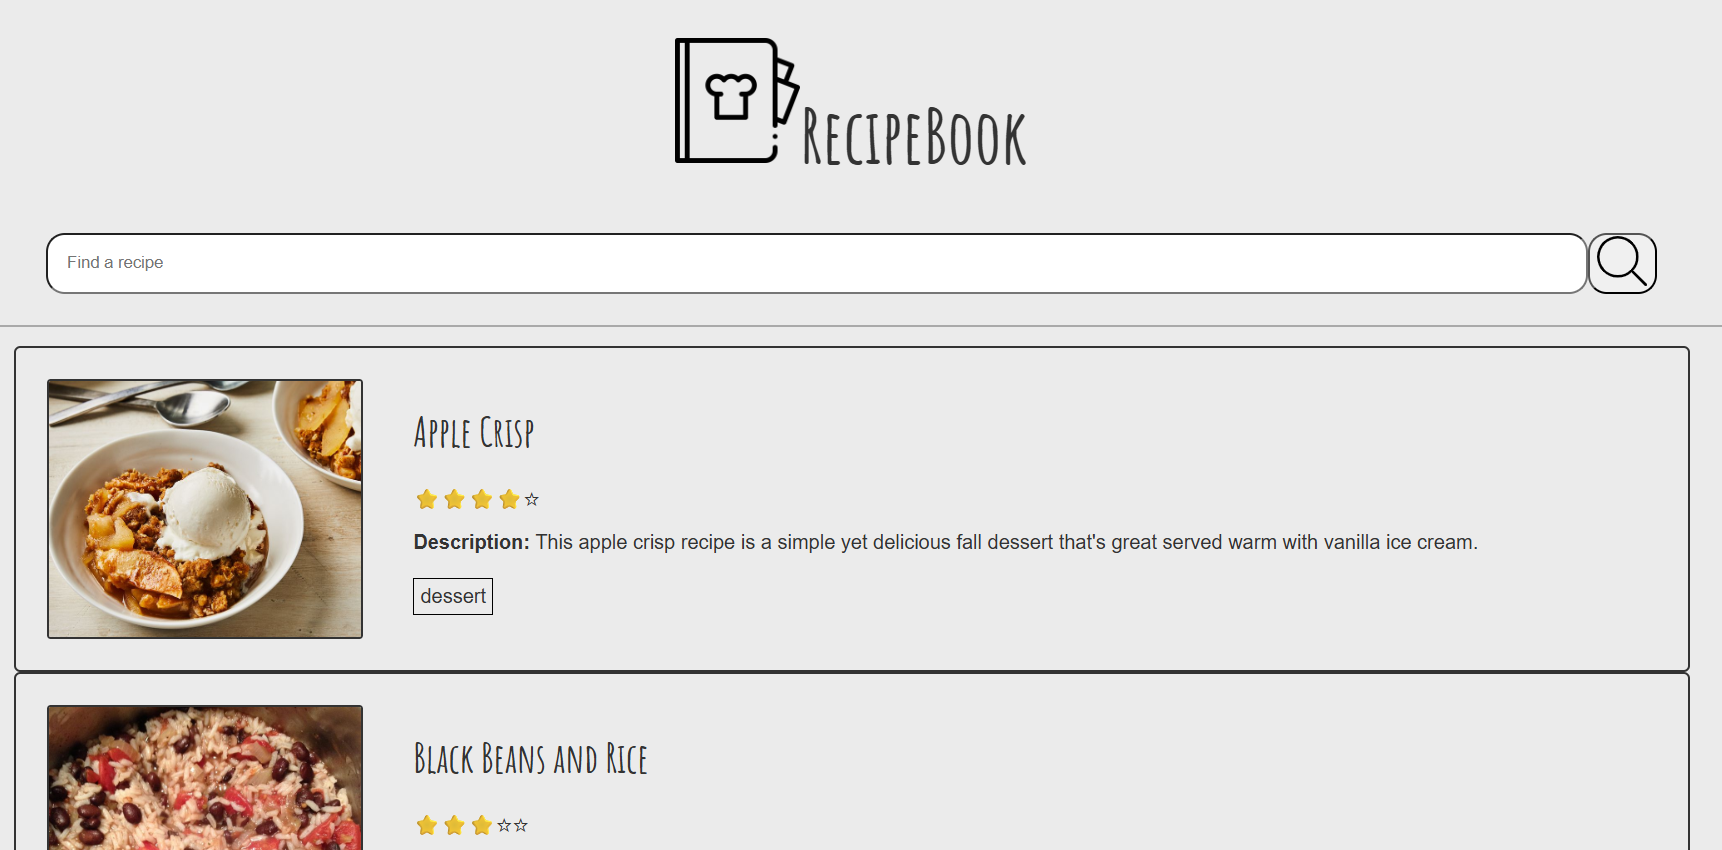 RecipeBook
Find a recipe
Apple Crisp
Description: This apple crisp recipe is a simple yet delicious fall dessert that's great served warm with vanilla ice cream.
dessert
Black Beans and Rice